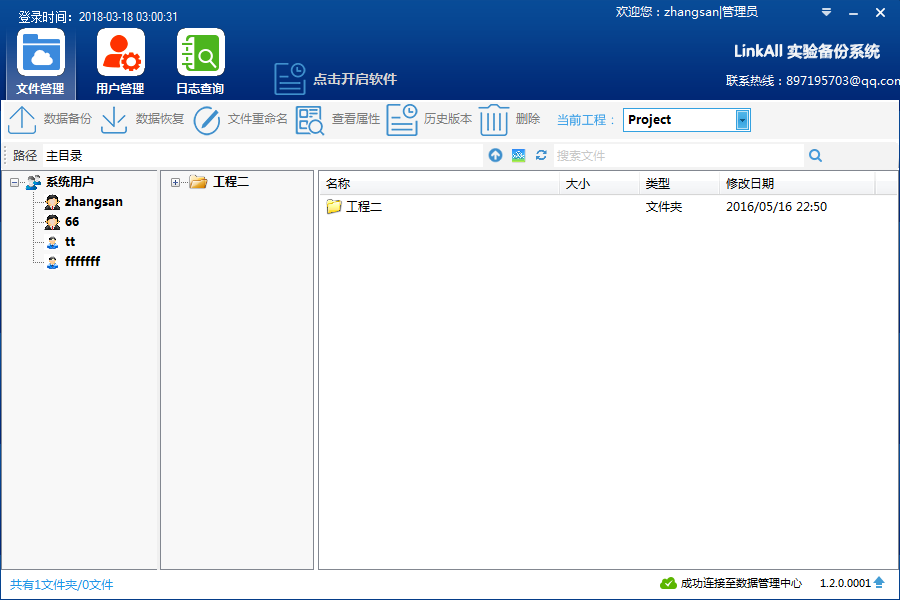 登录时间： 2018-03-18 03:00:31
欢迎您：zhangsan|管理员
文件管理
用户管理
日志查询
点击开启软件
LinkAll 实验备份系统
联系热线：897195703@qq.con
数据备份
数据恢复
文件重命名
查看属性
历史版本
删除
当前工程：
Project
路径
主目录
搜索文件
系统用户
zhangsan
66
tt
fffffff
工程二
名称 大小 类型 修改日期
工程二 文件夹 2016/05/16 22:50
共有1文件夹/0文件
成功连接至数据管理中心
1.2.0.0001